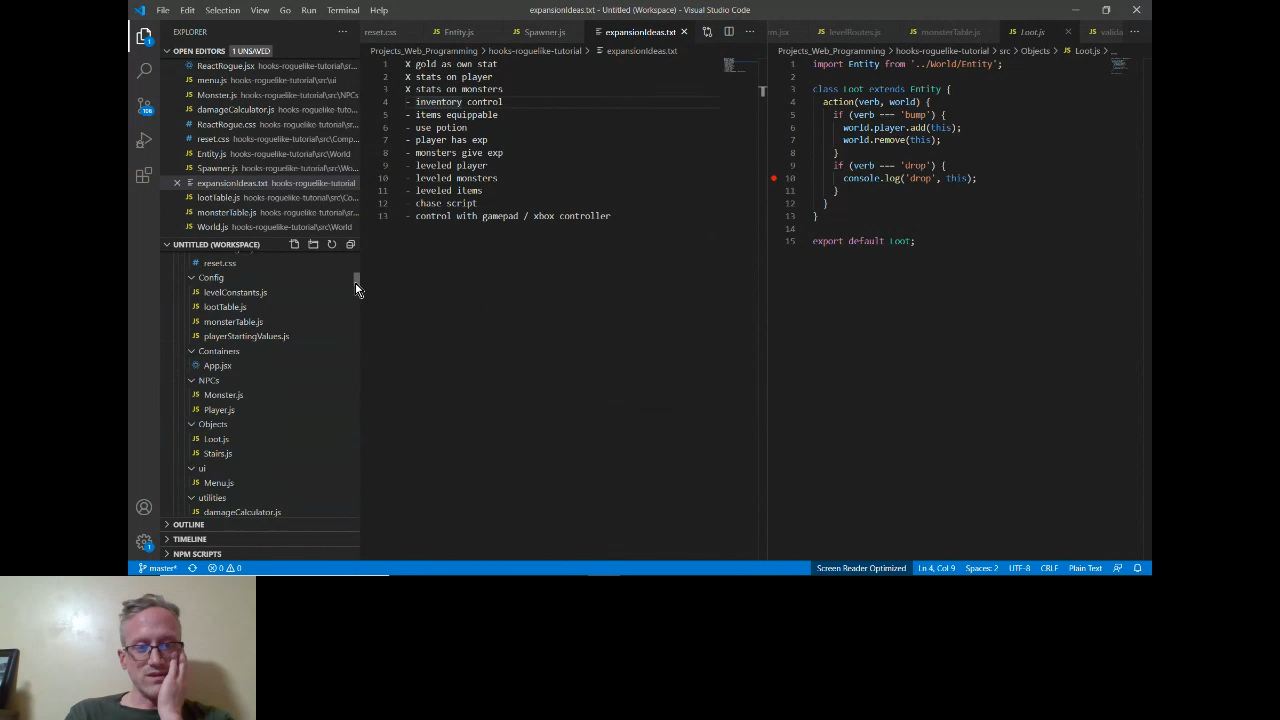 File Edit Selection View Go Run Terminal Help
expansionIdeas.txt - Untitled (Workspace) - Visual Studio Code
EXPLORER
OPEN EDITORS 1 UNSAVED
ReactRogue.jsx hooks-roguelike-tutorial\sr...
menu.js hooks-roguelike-tutorial\src\ui
Monster.js hooks-roguelike-tutorial\src\NPCs
damageCalculator.js hooks-roguelike-tuto...
ReactRogue.css hooks-roguelike-tutorial\sr...
reset.css hooks-roguelike-tutorial\src\Comp...
Entity.js hooks-roguelike-tutorial\src\World
Spawner.js hooks-roguelike-tutorial\src\Wo...
expansionIdeas.txt hooks-roguelike-tutorial
lootTable.js hooks-roguelike-tutorial\src\Co...
monsterTable.js hooks-roguelike-tutorial\sr...
World.js hooks-roguelike-tutorial\src\World
UNTITLED (WORKSPACE)
reset.css
Config
levelConstants.js
lootTable.js
monsterTable.js
playerStartingValues.js
Containers
App.jsx
NPCs
Monster.js
Player.js
Objects
Loot.js
Stairs.js
ui
Menu.js
utilities
damageCalculator.js
OUTLINE
TIMELINE
NPM SCRIPTS
reset.css Entity.js Spawner.js expansionIdeas.txt
Projects_Web_Programming > hooks-roguelike-tutorial > expansionIdeas.txt
1 X gold as own stat
2 X stats on player
3 X stats on monsters
4 - inventory control
5 - items equippable
6 - use potion
7 - player has exp
8 - monsters give exp
9 - leveled player
10 - leveled monsters
11 - leveled items
12 - chase script
13 - control with gamepad / xbox controller
rm.jsx levelRoutes.js monsterTable.js Loot.js valida
Projects_Web_Programming > hooks-roguelike-tutorial > src > Objects > Loot.js > ...
1 import Entity from '../World/Entity';
2
3 class Loot extends Entity {
4 action(verb, world) {
5 if (verb === 'bump') {
6 world.player.add(this);
7 world.remove(this);
8 }
9 if (verb === 'drop') {
10 console.log('drop', this);
11 }
12 }
13 }
14
15 export default Loot;
106
1
1
master* 0 0
Screen Reader Optimized Ln 4, Col 9 Spaces: 2 UTF-8 CRLF Plain Text